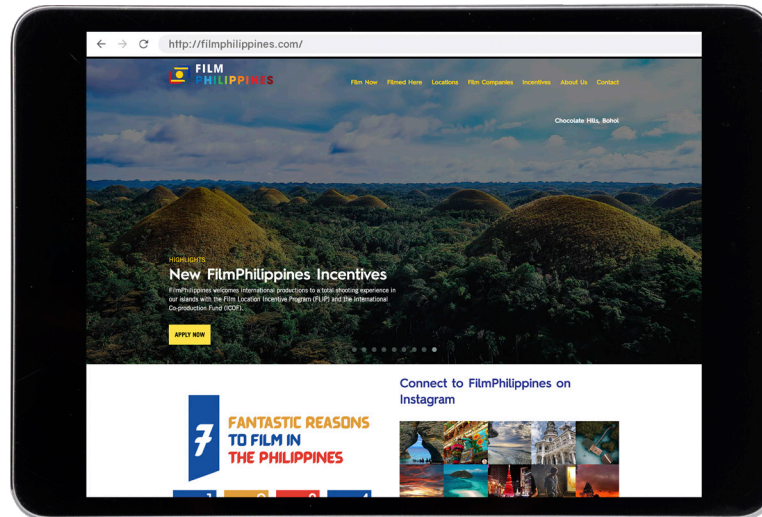 http://filmphilippines.com/
FILM
PHILIPPINES
Film Now Filmed Here Locations Film Companies Incentives About Us Contact
Chocolate Hills, Bohol
HIGHLIGHTS
New FilmPhilippines Incentives
FilmPhilippines welcomes international productions to a total shooting experience in
our islands with the Film Location Incentive Program (FLIP) and the International
Co-production Fund (ICOF).
APPLY NOW
Connect to FilmPhilippines on
Instagram
7
FANTASTIC REASONS
TO FILM IN
THE PHILIPPINES